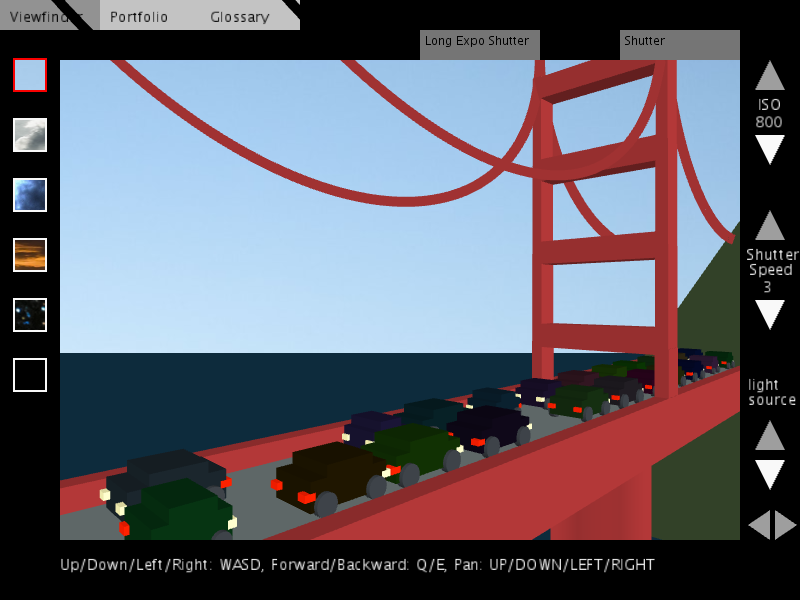 Viewfinder Portfolio Glossary
Long Expo Shutter Shutter
ISO
800
Shutter
Speed
3
light
source
Up/Down/Left/Right: WASD, Forward/Backward: Q/E, Pan: UP/DOWN/LEFT/RIGHT